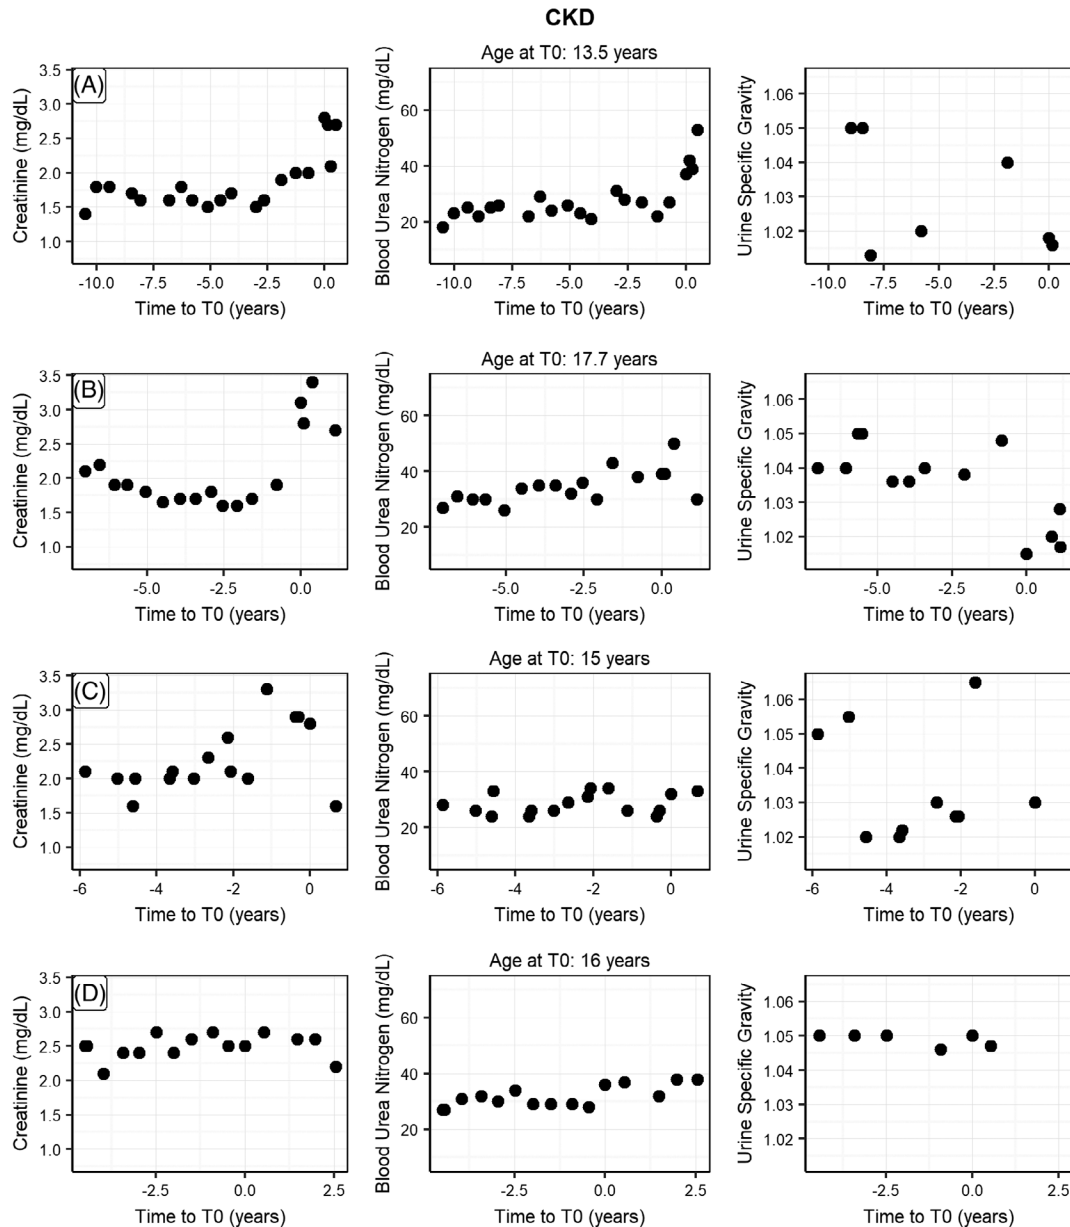 CKD
Age at T0: 13.5 years
(A)
Creatinine (mg/dL)
3.5
3.0
2.5
2.0
1.5
1.0
-10.0 -7.5 -5.0 -2.5 0.0
Time to T0 (years)
Blood Urea Nitrogen (mg/dL)
60
40
20
-10.0 -7.5 -5.0 -2.5 0.0
Time to T0 (years)
Urine Specific Gravity
1.06
1.05
1.04
1.03
1.02
-10.0 -7.5 -5.0 -2.5 0.0
Time to T0 (years)
Age at T0: 17.7 years
(B)
Creatinine (mg/dL)
3.5
3.0
2.5
2.0
1.5
1.0
-5.0 -2.5 0.0
Time to T0 (years)
Blood Urea Nitrogen (mg/dL)
60
40
20
-5.0 -2.5 0.0
Time to T0 (years)
Urine Specific Gravity
1.06
1.05
1.04
1.03
1.02
-5.0 -2.5 0.0
Time to T0 (years)
Age at T0: 15 years
(C)
Creatinine (mg/dL)
3.5
3.0
2.5
2.0
1.5
1.0
-6 -4 -2 0
Time to T0 (years)
Blood Urea Nitrogen (mg/dL)
60
40
20
-6 -4 -2 0
Time to T0 (years)
Urine Specific Gravity
1.06
1.05
1.04
1.03
1.02
-6 -4 -2 0
Time to T0 (years)
Age at T0: 16 years
(D)
Creatinine (mg/dL)
3.5
3.0
2.5
2.0
1.5
1.0
-2.5 0.0 2.5
Time to T0 (years)
Blood Urea Nitrogen (mg/dL)
60
40
20
-2.5 0.0 2.5
Time to T0 (years)
Urine Specific Gravity
1.06
1.05
1.04
1.03
1.02
-2.5 0.0 2.5
Time to T0 (years)